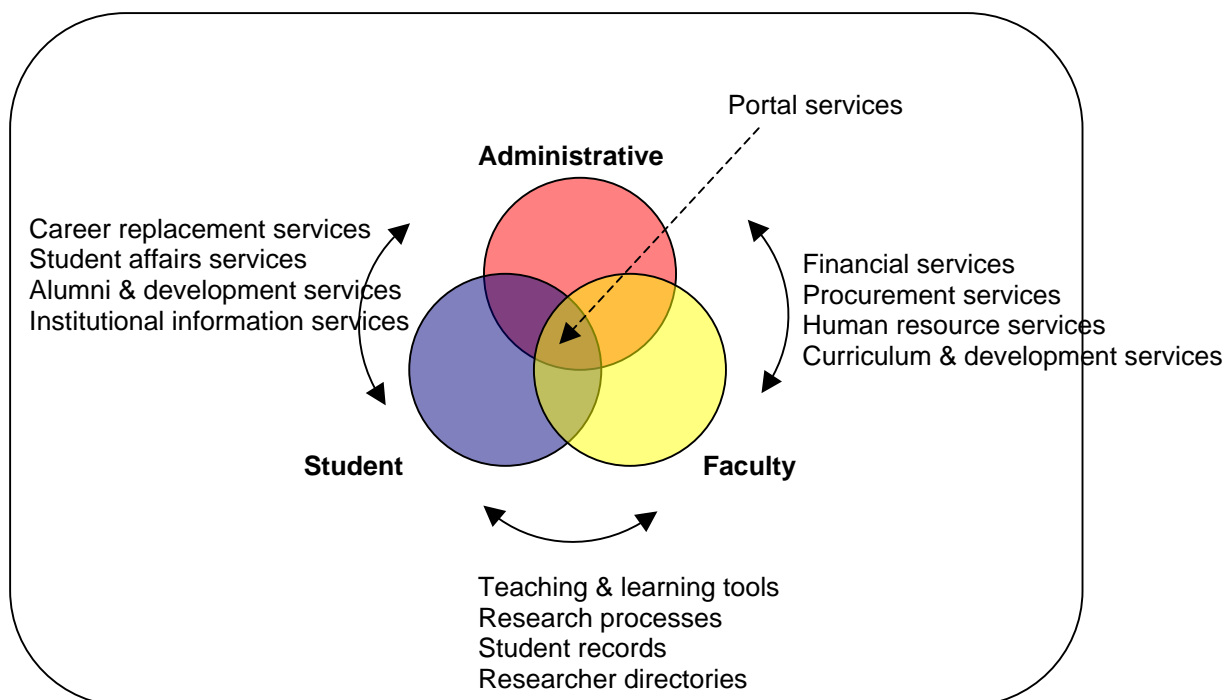 Portal services
Administrative
Career replacement services
Student affairs services
Alumni & development services
Institutional information services
Financial services
Procurement services
Human resource services
Curriculum & development services
Student
Faculty
Teaching & learning tools
Research processes
Student records
Researcher directories